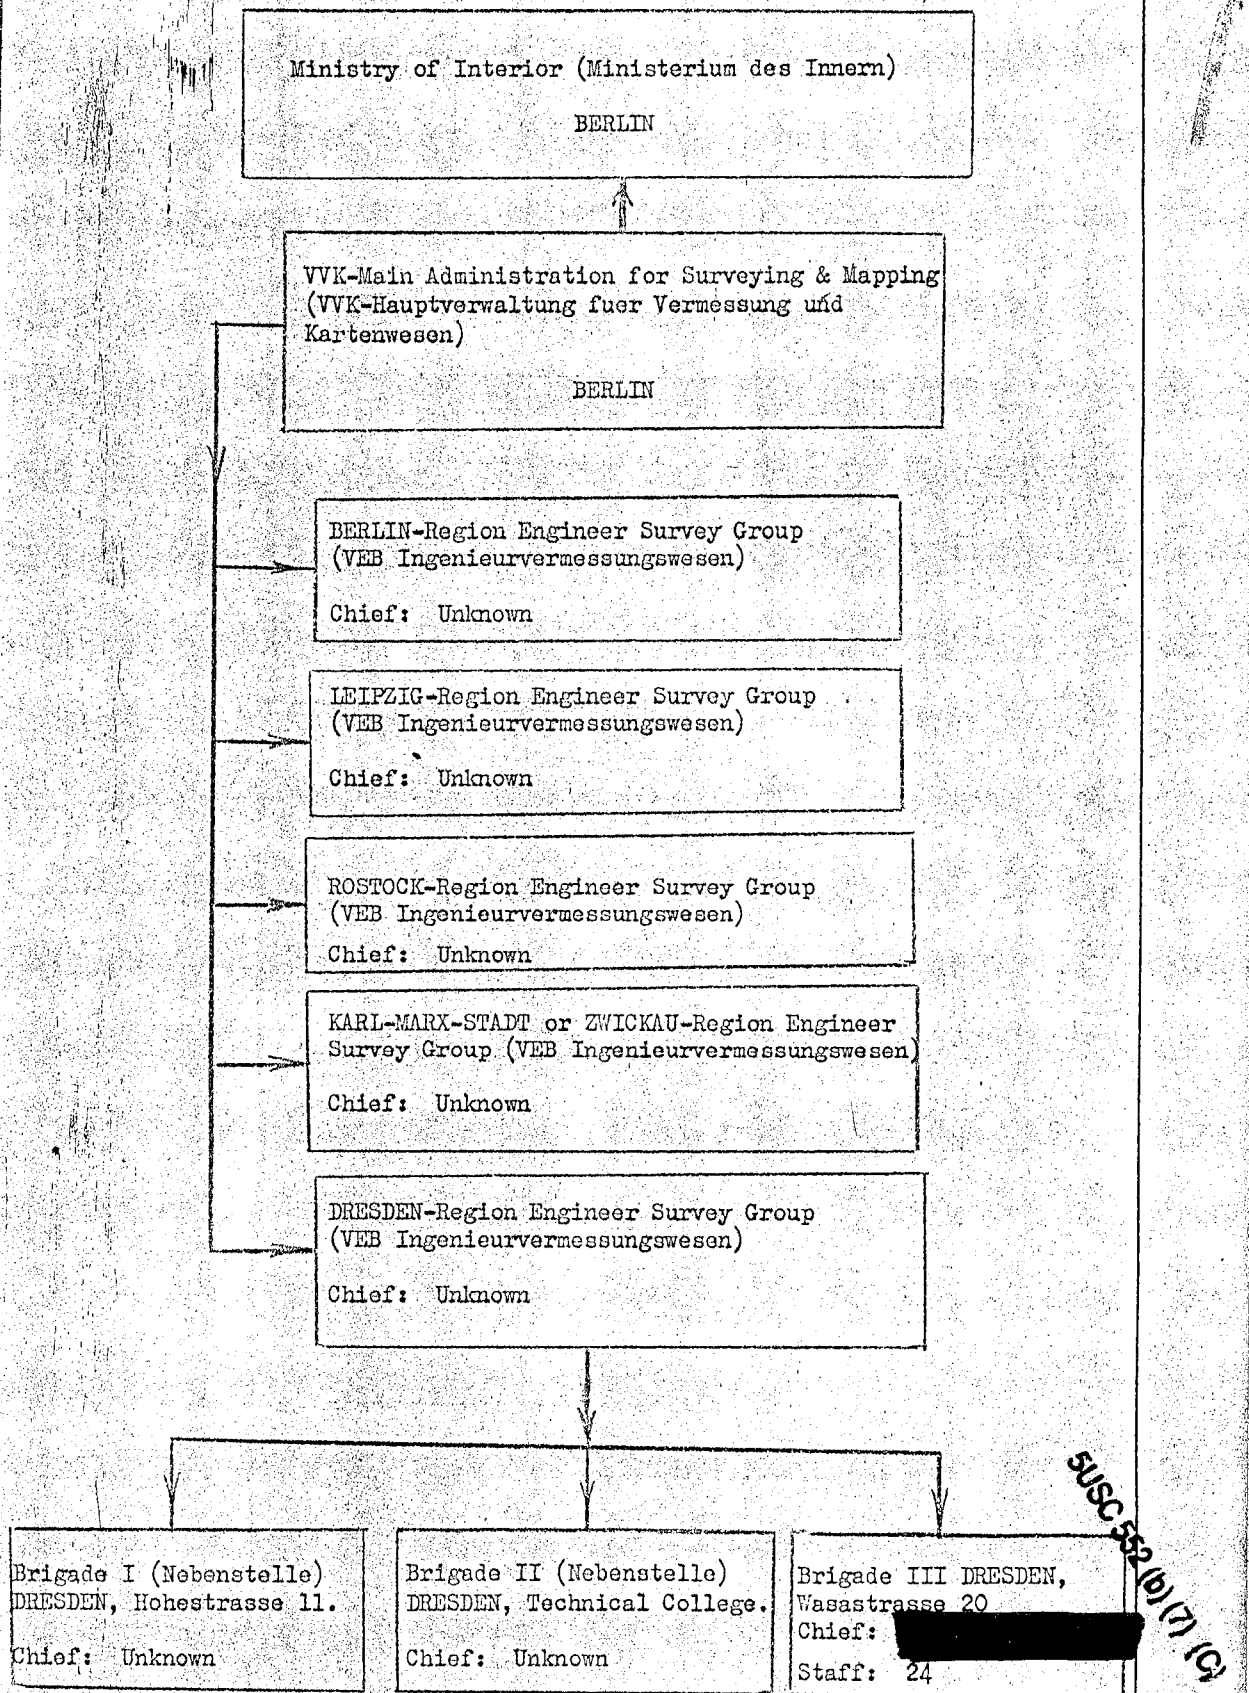 Ministry of Interior (Ministerium des Innern)
BERLIN
VVK-Main Administration for Surveying & Mapping
(VVK-Hauptverwaltung fuer Vermessung und
Kartenwesen)
BERLIN
BERLIN-Region Engineer Survey Group
(VEB Ingenieurvermessungswesen)
Chief: Unknown
LEIPZIG-Region Engineer Survey Group
(VEB Ingenieurvermessungswesen)
Chief: Unknown
ROSTOCK-Region Engineer Survey Group
(VEB Ingenieurvermessungswesen)
Chief: Unknown
KARL-MARX-STADT or ZWICKAU-Region Engineer
Survey Group (VEB Ingenieurvermessungswesen)
Chief: Unknown
DRESDEN-Region Engineer Survey Group
(VEB Ingenieurvermessungswesen)
Chief: Unknown
Brigade I (Nebenstelle)
DRESDEN, Hohestrasse 11.
Chief: Unknown
Brigade II (Nebenstelle)
DRESDEN, Technical College.
Chief: Unknown
Brigade III DRESDEN,
Wasastrasse 20
Chief:
Staff: 24
5USC 552 (b) (7) (C)